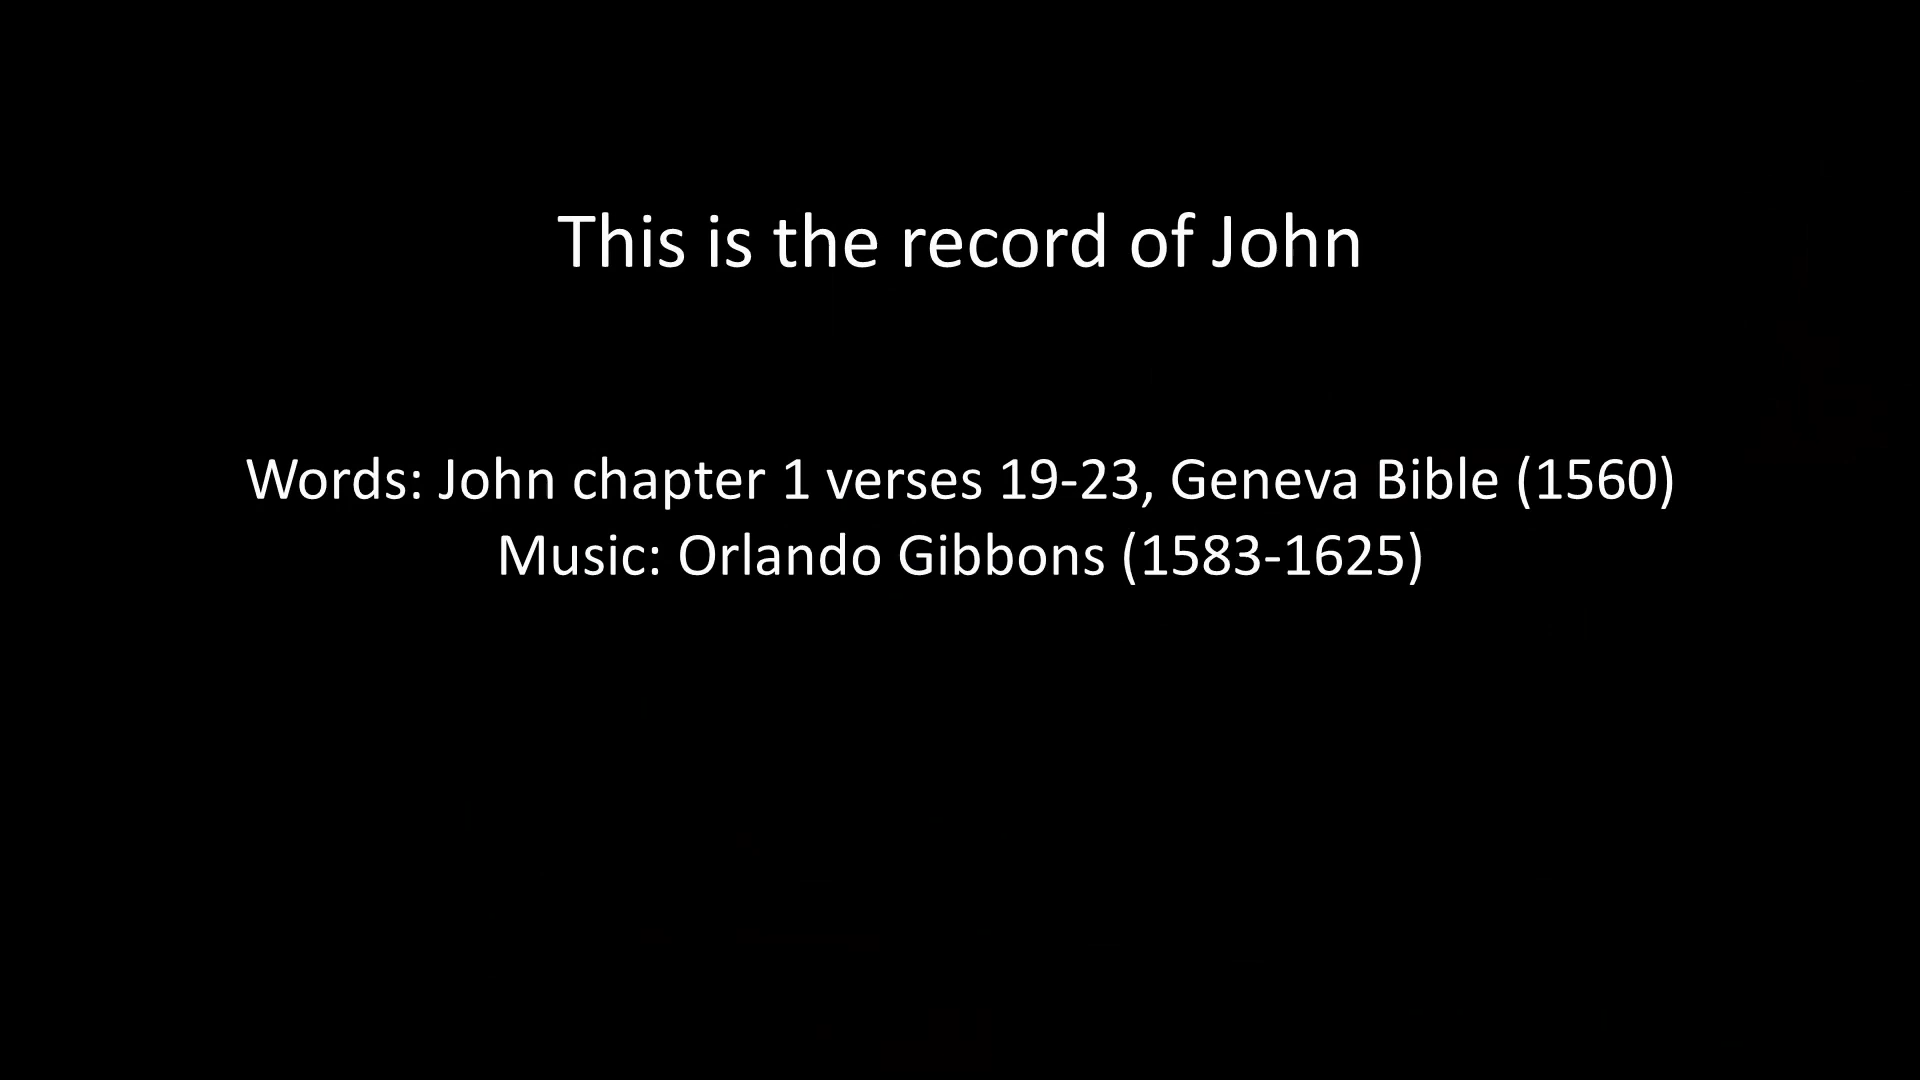 This is the record of John
Words: John chapter 1 verses 19-23, Geneva Bible (1560)
Music: Orlando Gibbons (1583-1625)